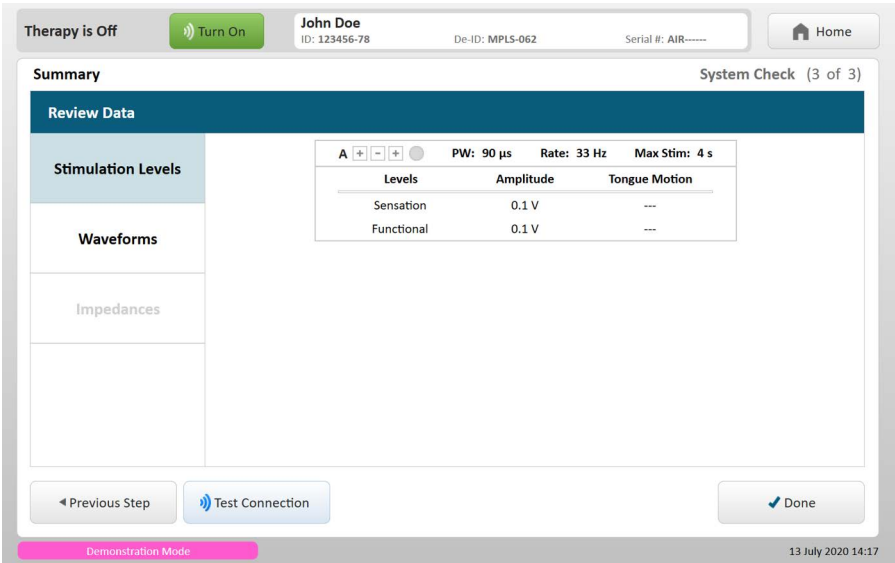 Therapy is Off
Turn On
John Doe
ID: 123456-78 De-ID: MPLS-062 Serial #: AIR------
Home
Summary
System Check (3 of 3)
Review Data
Stimulation Levels
Waveforms
Impedances
A + - + PW: 90 µs Rate: 33 Hz Max Stim: 4 s
Levels Amplitude Tongue Motion
Sensation 0.1 V ---
Functional 0.1 V ---
Previous Step
Test Connection
Done
Demonstration Mode
13 July 2020 14:17